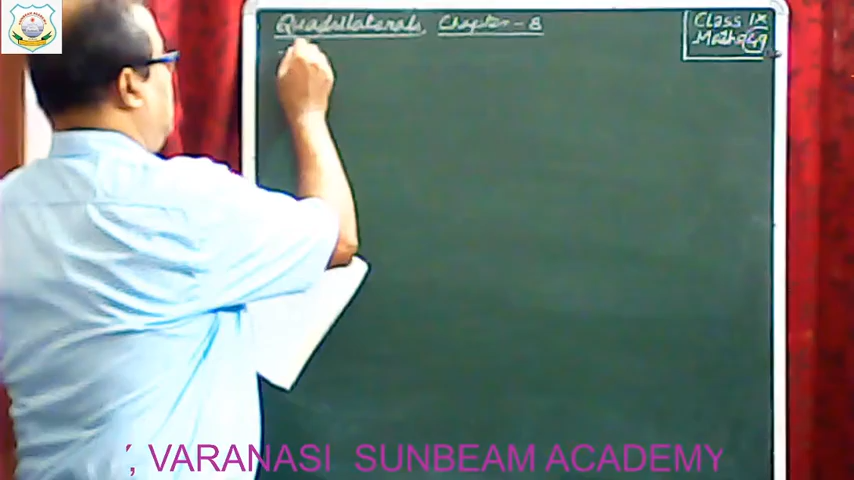 Quadrilaterals, Chapter - 8
Class IX
Maths
, VARANASI SUNBEAM ACADEMY